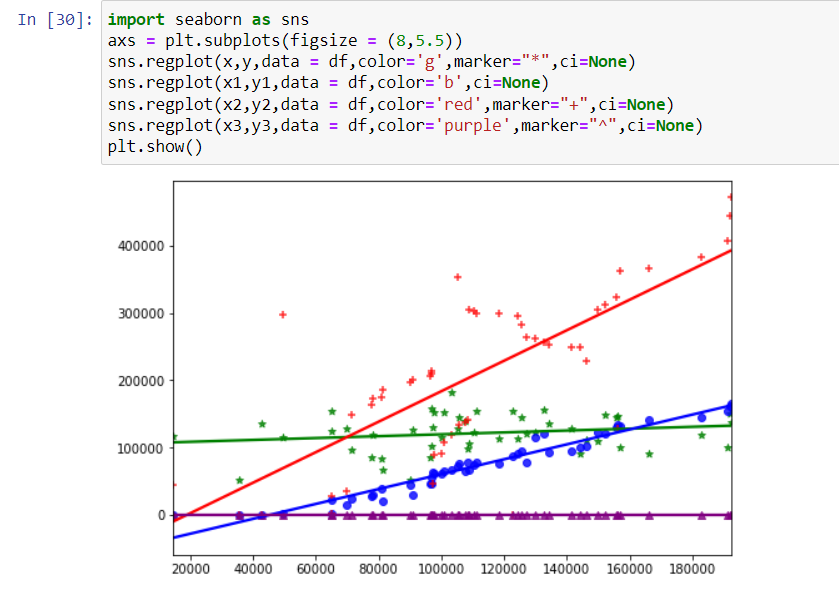 In [30]: import seaborn as sns
axs = plt.subplots(figsize = (8,5.5))
sns.regplot(x,y,data = df,color='g',marker="*",ci=None)
sns.regplot(x1,y1,data = df,color='b',ci=None)
sns.regplot(x2,y2,data = df,color='red',marker="+",ci=None)
sns.regplot(x3,y3,data = df,color='purple',marker="^",ci=None)
plt.show()
400000
300000
200000
100000
0
20000 40000 60000 80000 100000 120000 140000 160000 180000